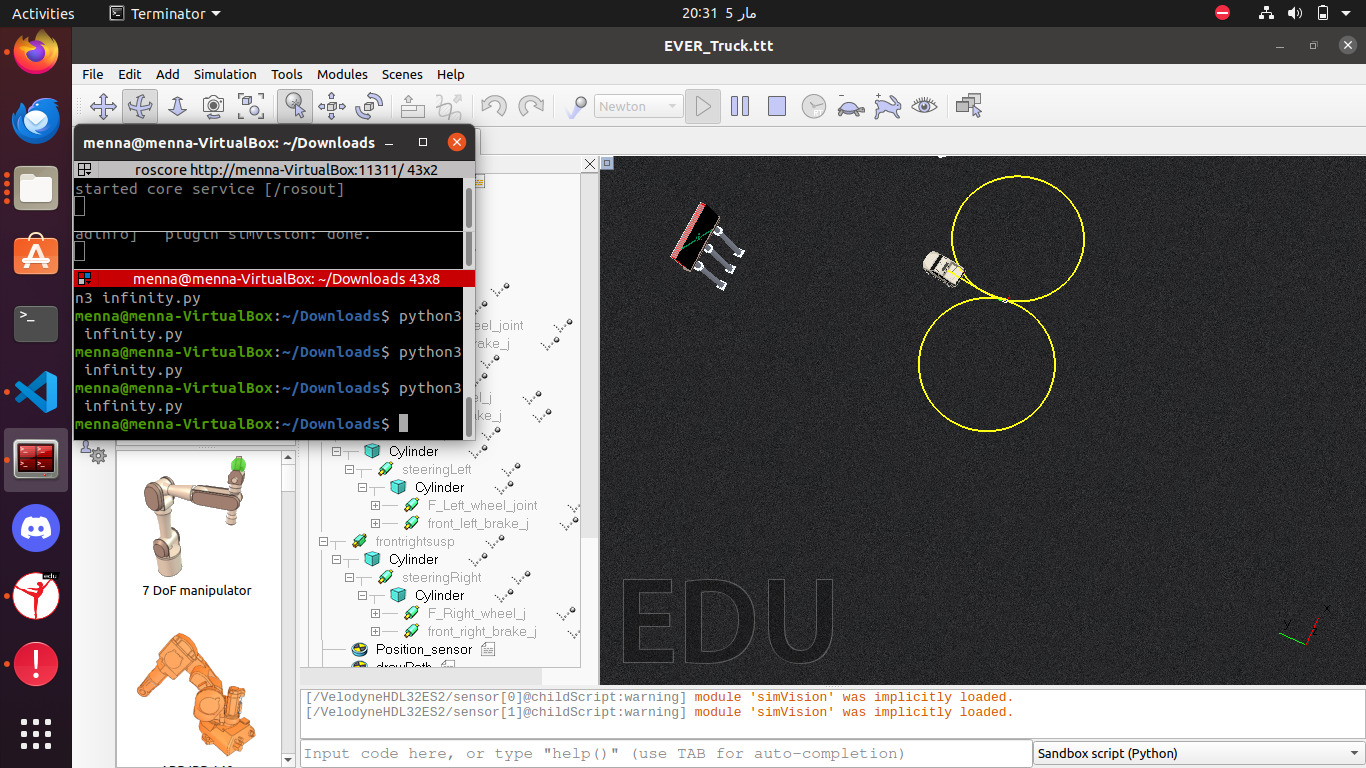 Activities
Terminator
20:31 5 مار
EVER_Truck.ttt
File Edit Add Simulation Tools Modules Scenes Help
Newton
menna@menna-VirtualBox: ~/Downloads
roscore http://menna-VirtualBox:11311/ 43x2
started core service [/rosout]
plugin simVision: done.
menna@menna-VirtualBox: ~/Downloads 43x8
n3 infinity.py
menna@menna-VirtualBox:~/Downloads$ python3
infinity.py
menna@menna-VirtualBox:~/Downloads$ python3
infinity.py
menna@menna-VirtualBox:~/Downloads$ python3
infinity.py
menna@menna-VirtualBox:~/Downloads$
edu
7 DoF manipulator
heel_joint
Cylinder
steeringLeft
Cylinder
F_Left_wheel_joint
front_left_brake_j
frontrightsusp
Cylinder
steeringRight
Cylinder
F_Right_wheel_j
front_right_brake_j
Position_sensor
EDU
x
y
z
[/VelodyneHDL32ES2/sensor[0]@childScript:warning] module 'simVision' was implicitly loaded.
[/VelodyneHDL32ES2/sensor[1]@childScript:warning] module 'simVision' was implicitly loaded.
Input code here, or type "help()" (use TAB for auto-completion)
Sandbox script (Python)